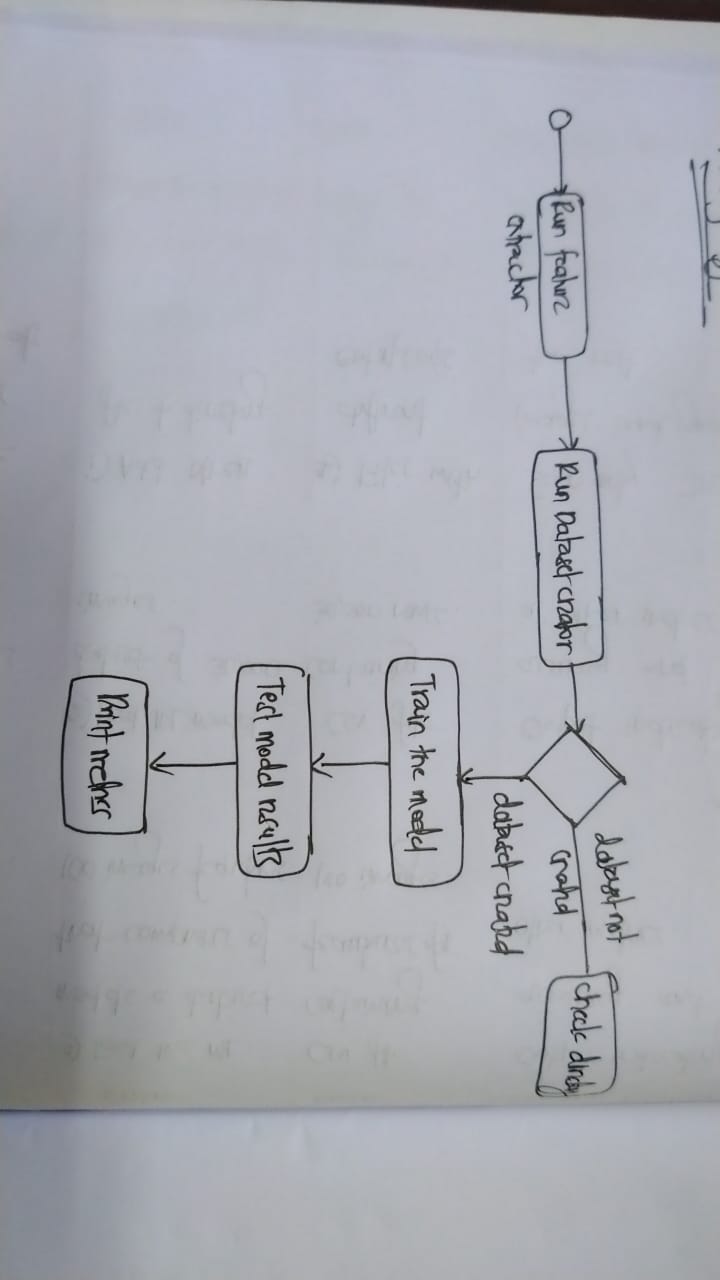 Run feature
extractor
Run Dataset creator
dataset not
created
check
dataset created
Train the model
Test model results
Print metrics